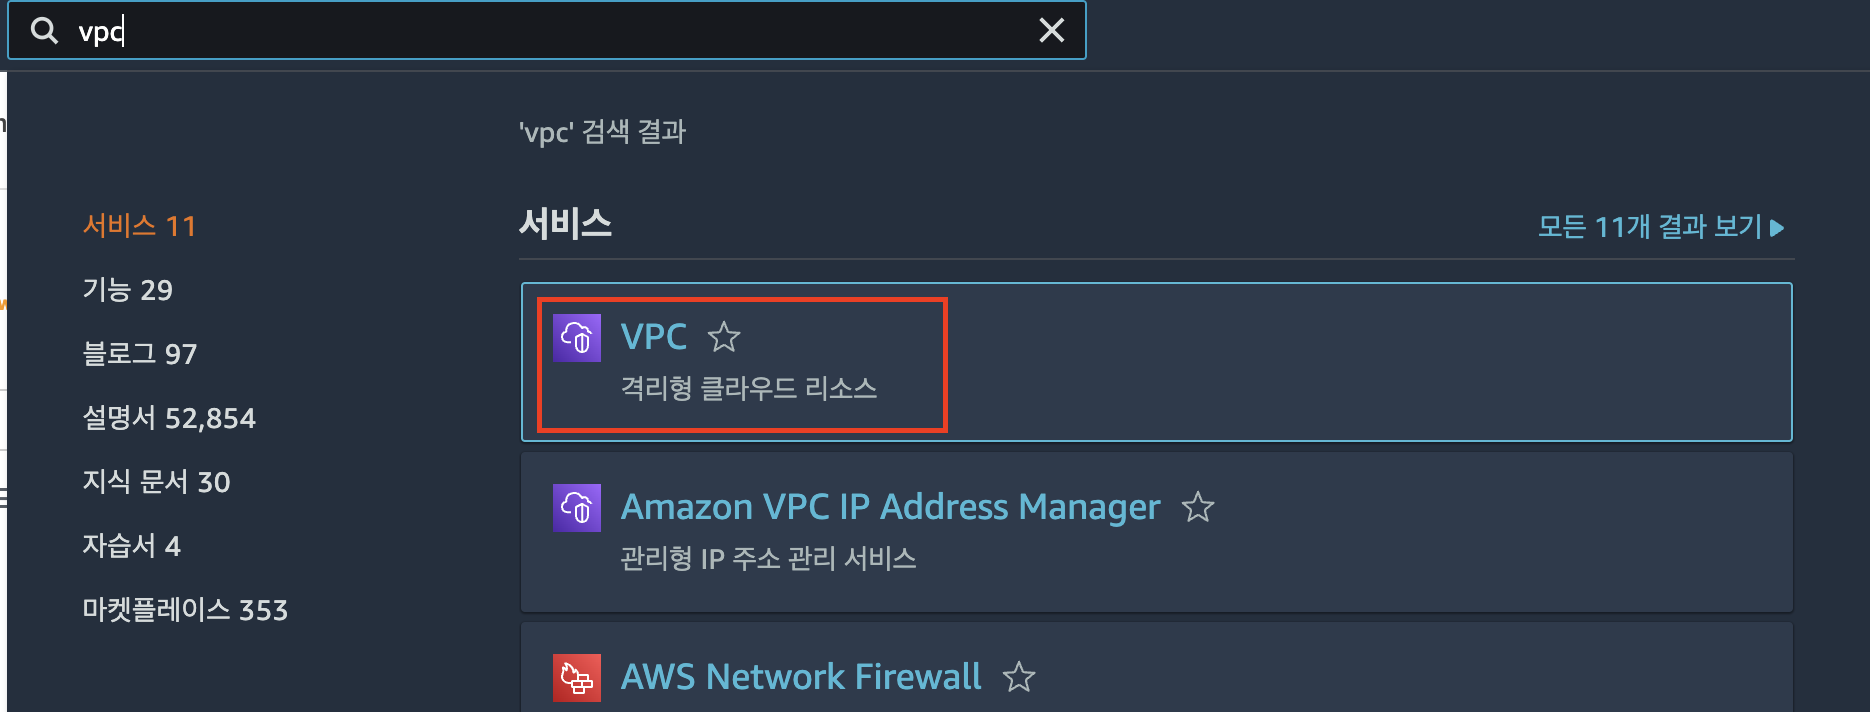 vpc
'vpc' 검색 결과
서비스 11
기능 29
블로그 97
설명서 52,854
지식 문서 30
자습서 4
마켓플레이스 353
서비스
모든 11개 결과 보기
VPC
격리형 클라우드 리소스
Amazon VPC IP Address Manager
관리형 IP 주소 관리 서비스
AWS Network Firewall